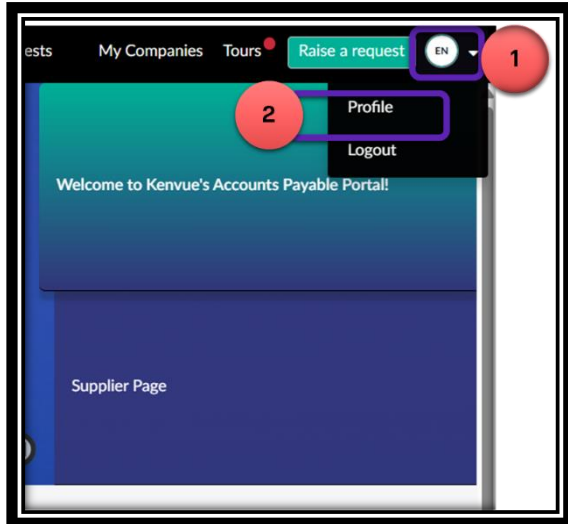 ests My Companies Tours Raise a request EN 1
2 Profile
Logout
Welcome to Kenvue's Accounts Payable Portal!
Supplier Page